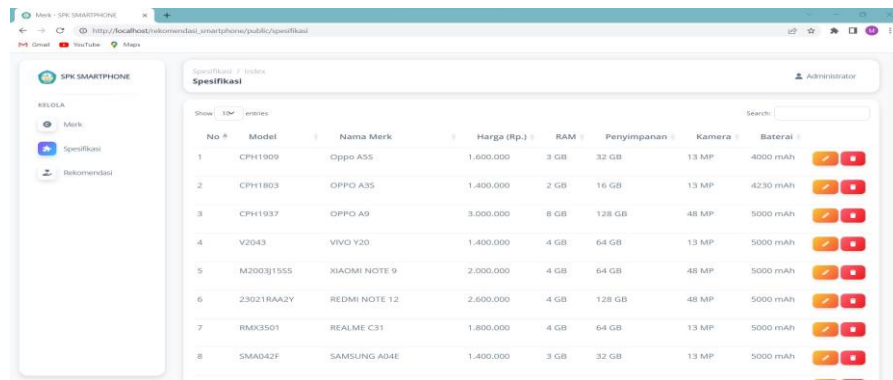 Merk - SPK SMARTPHONE
http://localhost/rekomendasi_smartphone/public/spesifikasi
M
Gmail YouTube Maps
SPK SMARTPHONE
Spesifikasi / Index
Spesifikasi
Administrator
KELOLA
Merk
Spesifikasi
Rekomendasi
Show 10 entries
Search:
No Model Nama Merk Harga (Rp.) RAM Penyimpanan Kamera Baterai
1 CPH1909 Oppo A5S 1.600.000 3 GB 32 GB 13 MP 4000 mAh
2 CPH1803 OPPO A3S 1.400.000 2 GB 16 GB 13 MP 4230 mAh
3 CPH1937 OPPO A9 3.000.000 8 GB 128 GB 48 MP 5000 mAh
4 V2043 VIVO Y20 1.400.000 4 GB 64 GB 13 MP 5000 mAh
5 M2003J15SS XIAOMI NOTE 9 2.000.000 4 GB 64 GB 48 MP 5000 mAh
6 23021RAA2Y REDMI NOTE 12 2.600.000 4 GB 128 GB 48 MP 5000 mAh
7 RMX3501 REALME C31 1.800.000 4 GB 64 GB 13 MP 5000 mAh
8 SMA042F SAMSUNG A04E 1.400.000 3 GB 32 GB 13 MP 5000 mAh